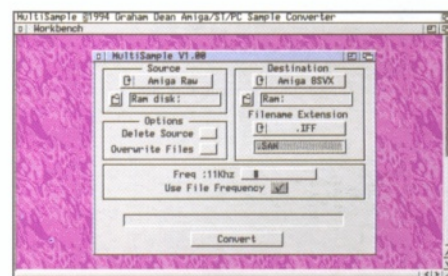 MultiSample ©1994 Graham Dean Amiga/ST/PC Sample Converter
Workbench
MultiSample V1.00
Source
Amiga Raw
Ram disk:
Options
Delete Source
Overwrite Files
Destination
Amiga 8SVX
Ram:
Filename Extension
.IFF
.SAM
Freq :11Khz
Use File Frequency
Convert